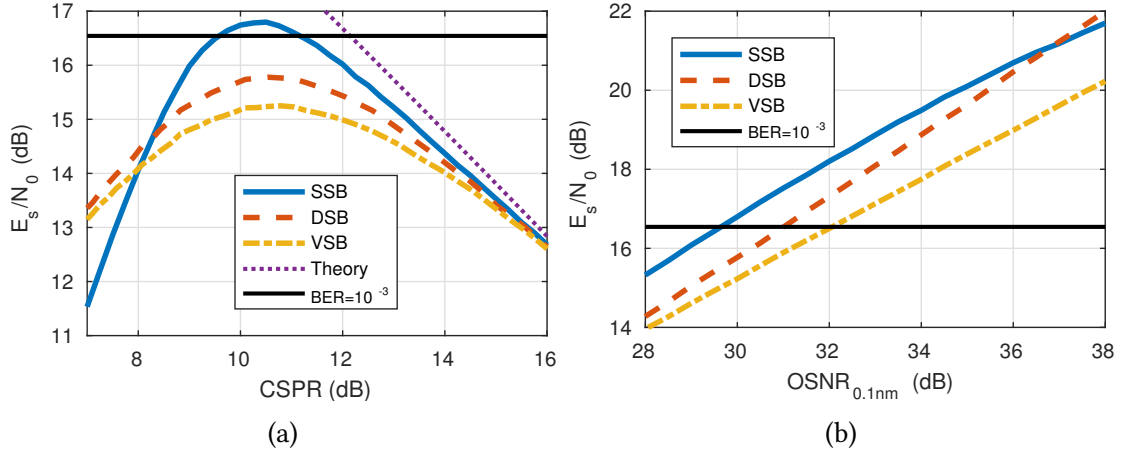 17
16
15
14
13
12
11
E_s/N_0 (dB)
8
10
12
14
16
CSPR (dB)
SSB
DSB
VSB
Theory
BER=10^-3
(a)
22
20
18
16
14
E_s/N_0 (dB)
28
30
32
34
36
38
OSNR_0.1nm (dB)
SSB
DSB
VSB
BER=10^-3
(b)